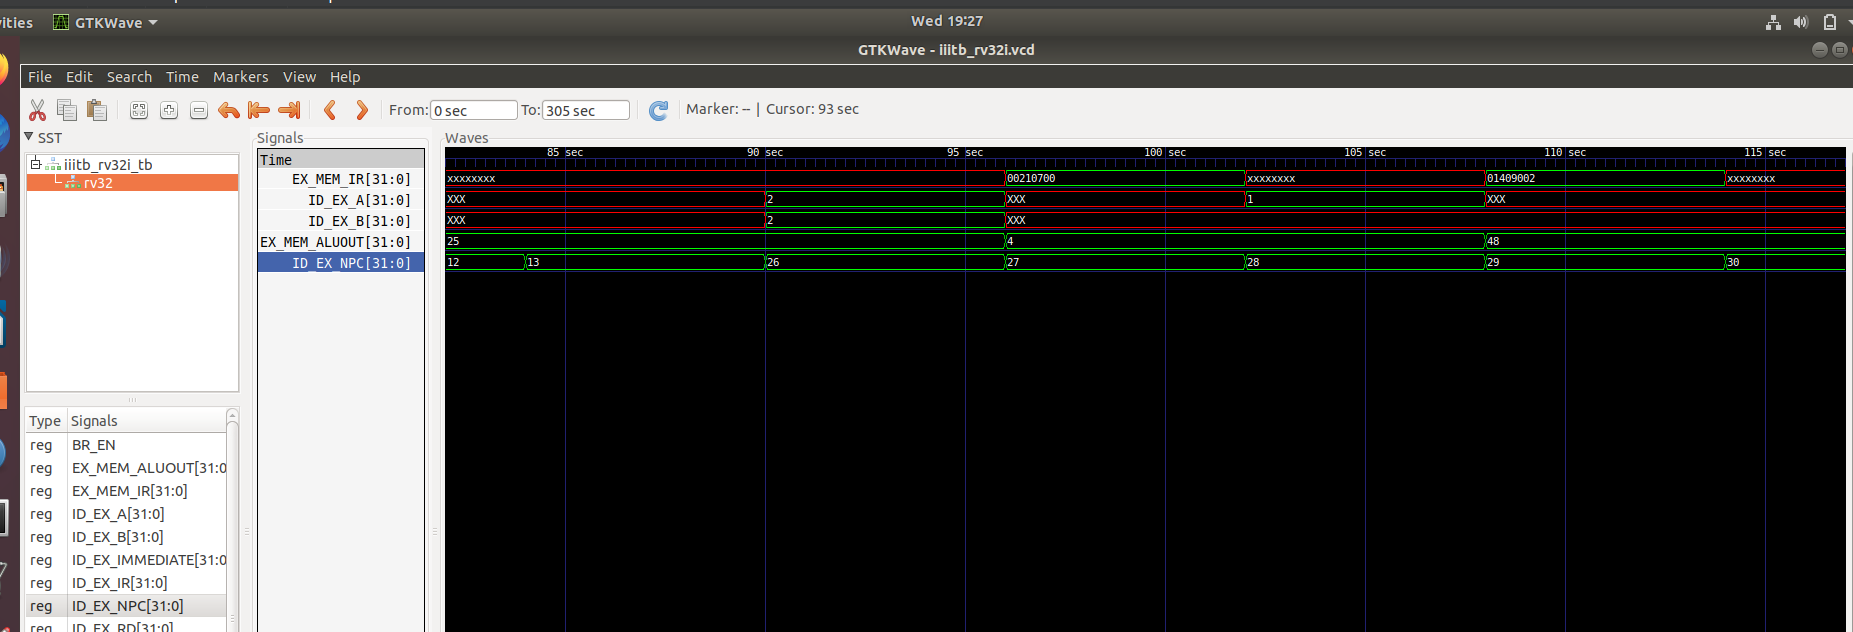 ities GTKWave Wed 19:27
GTKWave - iiitb_rv32i.vcd
File Edit Search Time Markers View Help
From: 0 sec To: 305 sec Marker: -- | Cursor: 93 sec
SST
iiitb_rv32i_tb
rv32
Type Signals
reg BR_EN
reg EX_MEM_ALUOUT[31:0
reg EX_MEM_IR[31:0]
reg ID_EX_A[31:0]
reg ID_EX_B[31:0]
reg ID_EX_IMMEDIATE[31:0
reg ID_EX_IR[31:0]
reg ID_EX_NPC[31:0]
reg ID_EX_RD[31:0]
Signals
Time
EX_MEM_IR[31:0]
ID_EX_A[31:0]
ID_EX_B[31:0]
EX_MEM_ALUOUT[31:0]
ID_EX_NPC[31:0]
Waves
85 sec 90 sec 95 sec 100 sec 105 sec 110 sec 115 sec
xxxxxxxx 00210700 xxxxxxxx 01409002 xxxxxxxx
XXX 2 XXX 1 XXX
XXX 2 XXX
25 4 48
12 13 26 27 28 29 30